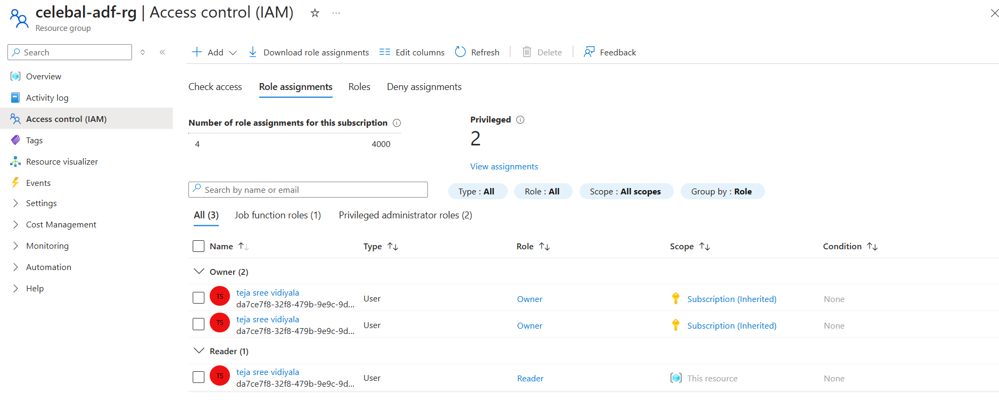 celebal-adf-rg | Access control (IAM)
Resource group
Search
Overview
Activity log
Access control (IAM)
Tags
Resource visualizer
Events
Settings
Cost Management
Monitoring
Automation
Help
Add
Download role assignments
Edit columns
Refresh
Delete
Feedback
Check access
Role assignments
Roles
Deny assignments
Number of role assignments for this subscription
4
4000
Privileged
2
View assignments
Search by name or email
Type : All
Role : All
Scope : All scopes
Group by : Role
All (3)
Job function roles (1)
Privileged administrator roles (2)
Name
Type
Role
Scope
Condition
Owner (2)
TS
teja sree vidiyala
da7ce7f8-32f8-479b-9e9c-9d...
User
Owner
Subscription (Inherited)
None
TS
teja sree vidiyala
da7ce7f8-32f8-479b-9e9c-9d...
User
Owner
Subscription (Inherited)
None
Reader (1)
TS
teja sree vidiyala
da7ce7f8-32f8-479b-9e9c-9d...
User
Reader
This resource
None